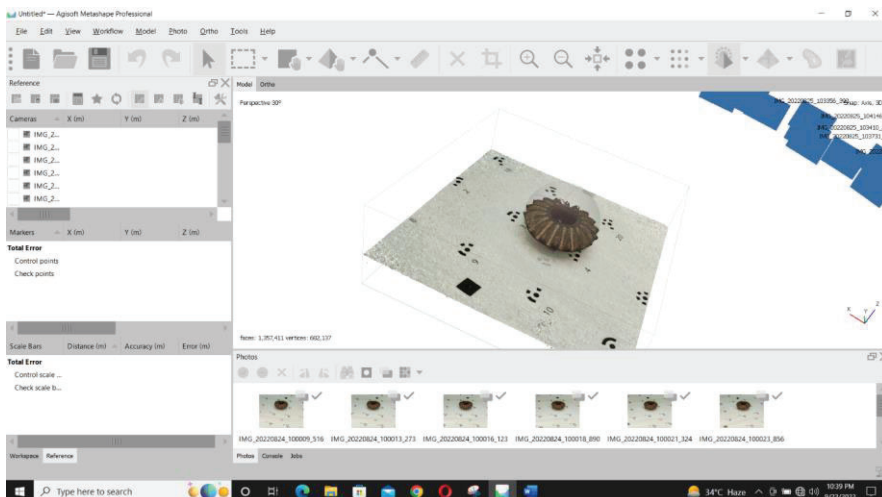 Untitled* — Agisoft Metashape Professional
File Edit View Workflow Model Photo Ortho Tools Help
Reference
Model Ortho
Perspective 30°
Snap: Axis, 3D
Cameras X (m) Y (m) Z (m)
IMG_2...
IMG_2...
IMG_2...
IMG_2...
IMG_2...
IMG_2...
Markers X (m) Y (m) Z (m)
Total Error
Control points
Check points
X Y Z
faces: 1,357,411 vertices: 682,137
Scale Bars Distance (m) Accuracy (m) Error (m)
Total Error
Control scale ...
Check scale b...
Photos
IMG_20220824_100009_516 IMG_20220824_100013_273 IMG_20220824_100016_123 IMG_20220824_100018_890 IMG_20220824_100021_324 IMG_20220824_100023_856
Workspace Reference
Photos Console Jobs
Type here to search
34°C Haze
10:39 PM